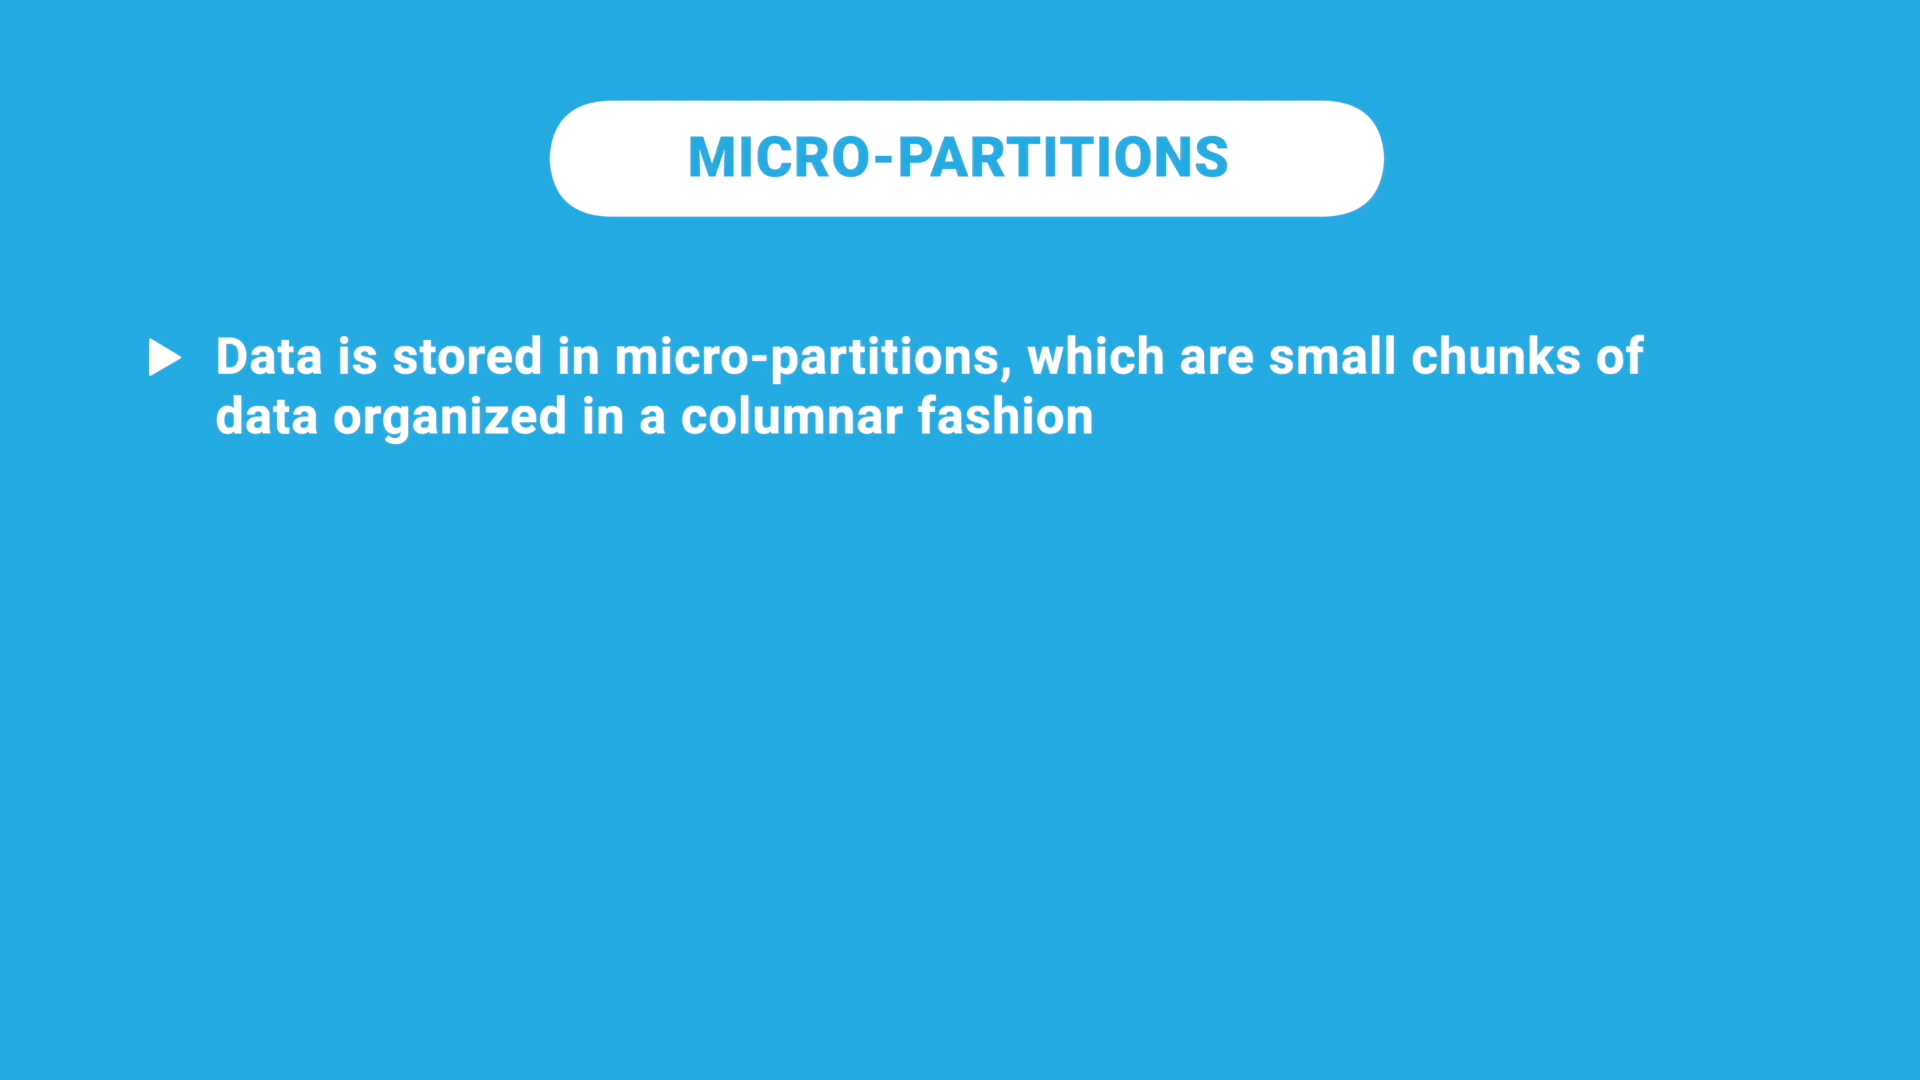 MICRO-PARTITIONS
Data is stored in micro-partitions, which are small chunks of
data organized in a columnar fashion